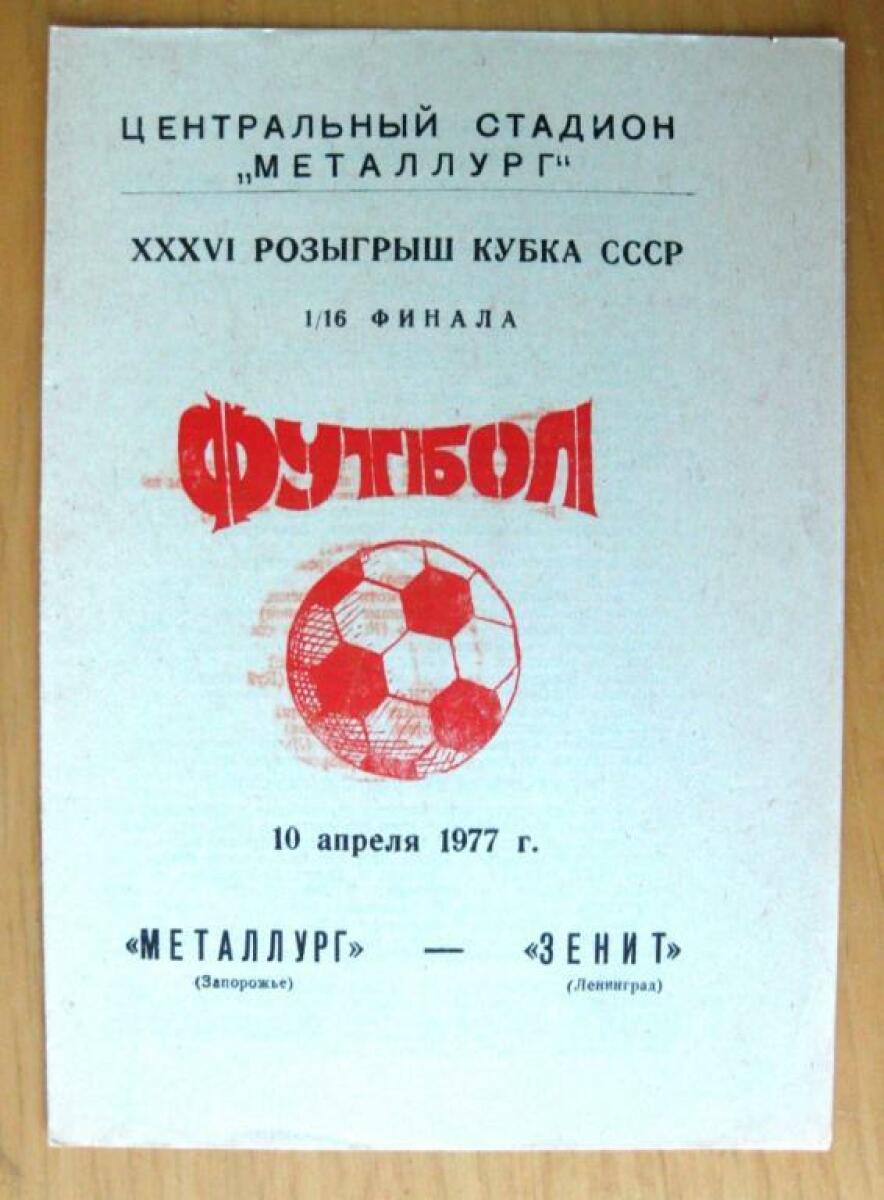 ЦЕНТРАЛЬНЫЙ СТАДИОН
„МЕТАЛЛУРГ“
XXXVI РОЗЫГРЫШ КУБКА СССР
1/16 ФИНАЛА
ФУТБОЛ
10 апреля 1977 г.
«МЕТАЛЛУРГ» — «ЗЕНИТ»
(Запорожье) (Ленинград)